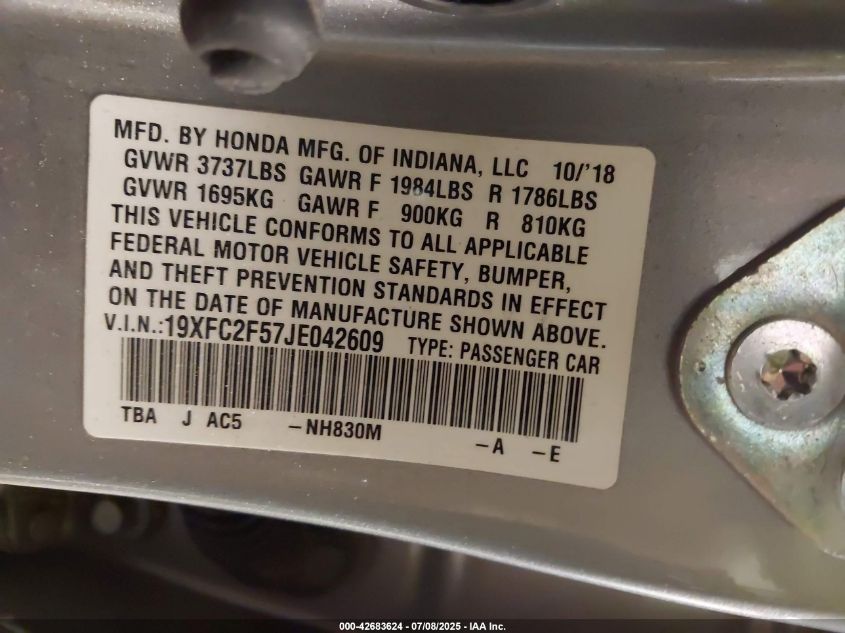 MFD. BY HONDA MFG. OF INDIANA, LLC 10/'18
GVWR 3737LBS GAWR F 1984LBS R 1786LBS
GVWR 1695KG GAWR F 900KG R 810KG
THIS VEHICLE CONFORMS TO ALL APPLICABLE
FEDERAL MOTOR VEHICLE SAFETY, BUMPER,
AND THEFT PREVENTION STANDARDS IN EFFECT
ON THE DATE OF MANUFACTURE SHOWN ABOVE.
V.I.N.:19XFC2F57JE042609 TYPE: PASSENGER CAR
TBA J AC5 -NH830M -A -E
000-42683624 / 07/08/2025 - IAA Inc.